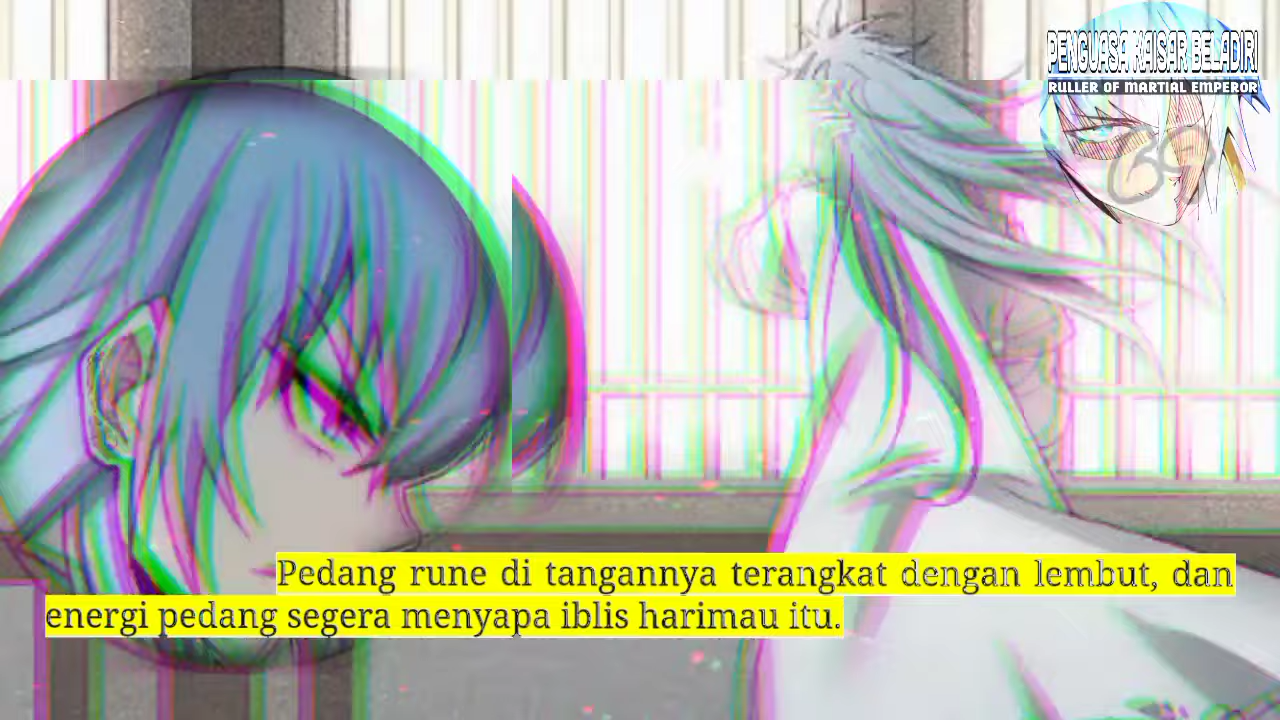 PENGUASA KAISAR BELADIRI
RULLER OF MARTIAL EMPEROR
Pedang rune di tangannya terangkat dengan lembut, dan
energi pedang segera menyapa iblis harimau itu.